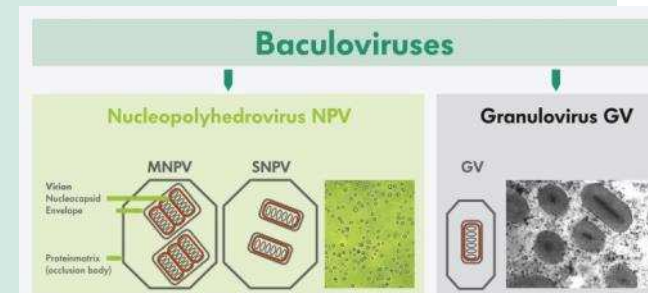 Baculoviruses
Nucleopolyhedrovirus NPV
Granulovirus GV
MNPV
SNPV
GV
Virion
Nucleocapsid
Envelope
Proteinmatrix
(occlusion body)